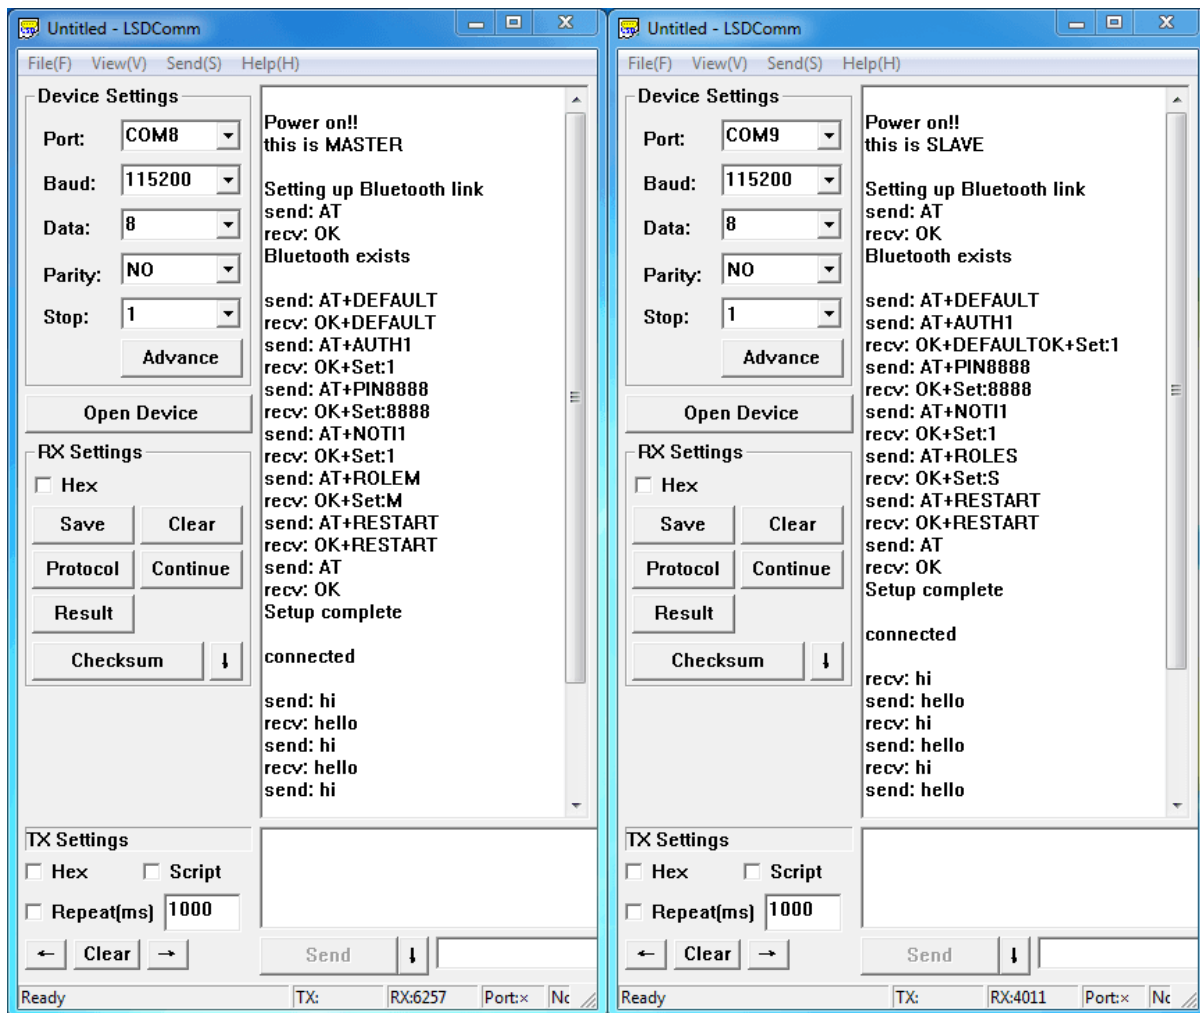 Untitled - LSDComm
File(F) View(V) Send(S) Help(H)
Device Settings
Port: COM8
Baud: 115200
Data: 8
Parity: NO
Stop: 1
Advance
Open Device
RX Settings
Hex
Save Clear
Protocol Continue
Result
Checksum
Power on!!
this is MASTER
Setting up Bluetooth link
send: AT
recv: OK
Bluetooth exists
send: AT+DEFAULT
recv: OK+DEFAULT
send: AT+AUTH1
recv: OK+Set:1
send: AT+PIN8888
recv: OK+Set:8888
send: AT+NOTI1
recv: OK+Set:1
send: AT+ROLEM
recv: OK+Set:M
send: AT+RESTART
recv: OK+RESTART
send: AT
recv: OK
Setup complete
connected
send: hi
recv: hello
send: hi
recv: hello
send: hi
TX Settings
Hex Script
Repeat(ms) 1000
← Clear →
Send
Ready TX: RX:6257 Port:× Nc
Untitled - LSDComm
File(F) View(V) Send(S) Help(H)
Device Settings
Port: COM9
Baud: 115200
Data: 8
Parity: NO
Stop: 1
Advance
Open Device
RX Settings
Hex
Save Clear
Protocol Continue
Result
Checksum
Power on!!
this is SLAVE
Setting up Bluetooth link
send: AT
recv: OK
Bluetooth exists
send: AT+DEFAULT
send: AT+AUTH1
recv: OK+DEFAULTOK+Set:1
send: AT+PIN8888
recv: OK+Set:8888
send: AT+NOTI1
recv: OK+Set:1
send: AT+ROLES
recv: OK+Set:S
send: AT+RESTART
recv: OK+RESTART
send: AT
recv: OK
Setup complete
connected
recv: hi
send: hello
recv: hi
send: hello
recv: hi
send: hello
TX Settings
Hex Script
Repeat(ms) 1000
← Clear →
Send
Ready TX: RX:4011 Port:× Nc